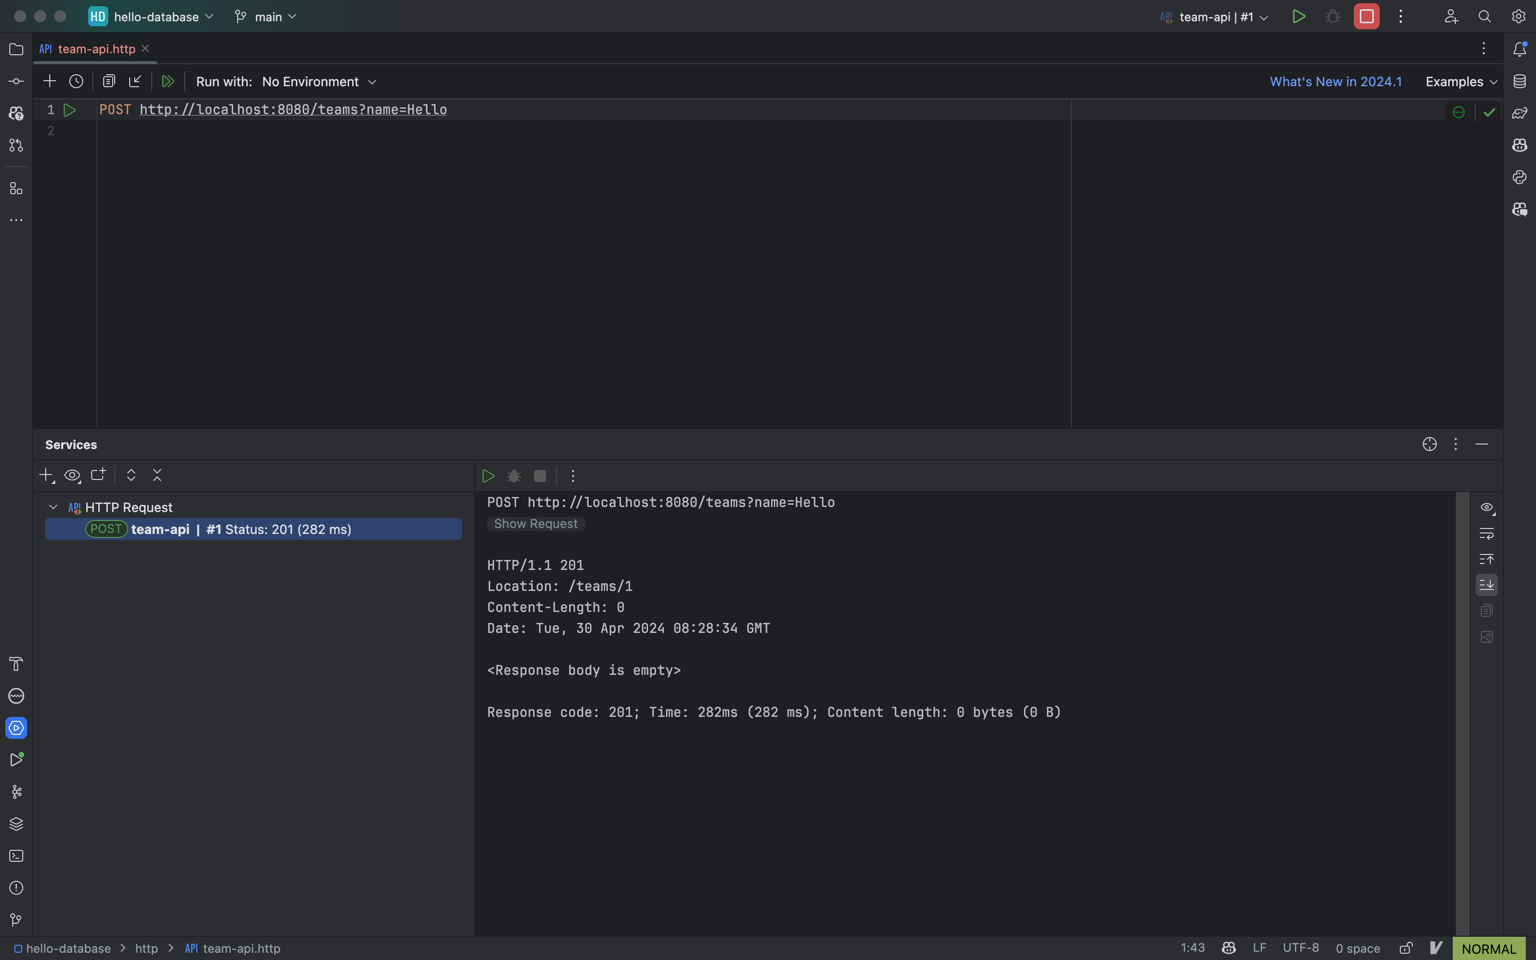 HD hello-database main team-api | #1
API team-api.http
Run with: No Environment What's New in 2024.1 Examples
1 POST http://localhost:8080/teams?name=Hello
2
Services
API HTTP Request
POST team-api | #1 Status: 201 (282 ms)
POST http://localhost:8080/teams?name=Hello
Show Request
HTTP/1.1 201
Location: /teams/1
Content-Length: 0
Date: Tue, 30 Apr 2024 08:28:34 GMT
<Response body is empty>
Response code: 201; Time: 282ms (282 ms); Content length: 0 bytes (0 B)
hello-database > http > API team-api.http 1:43 LF UTF-8 0 space NORMAL